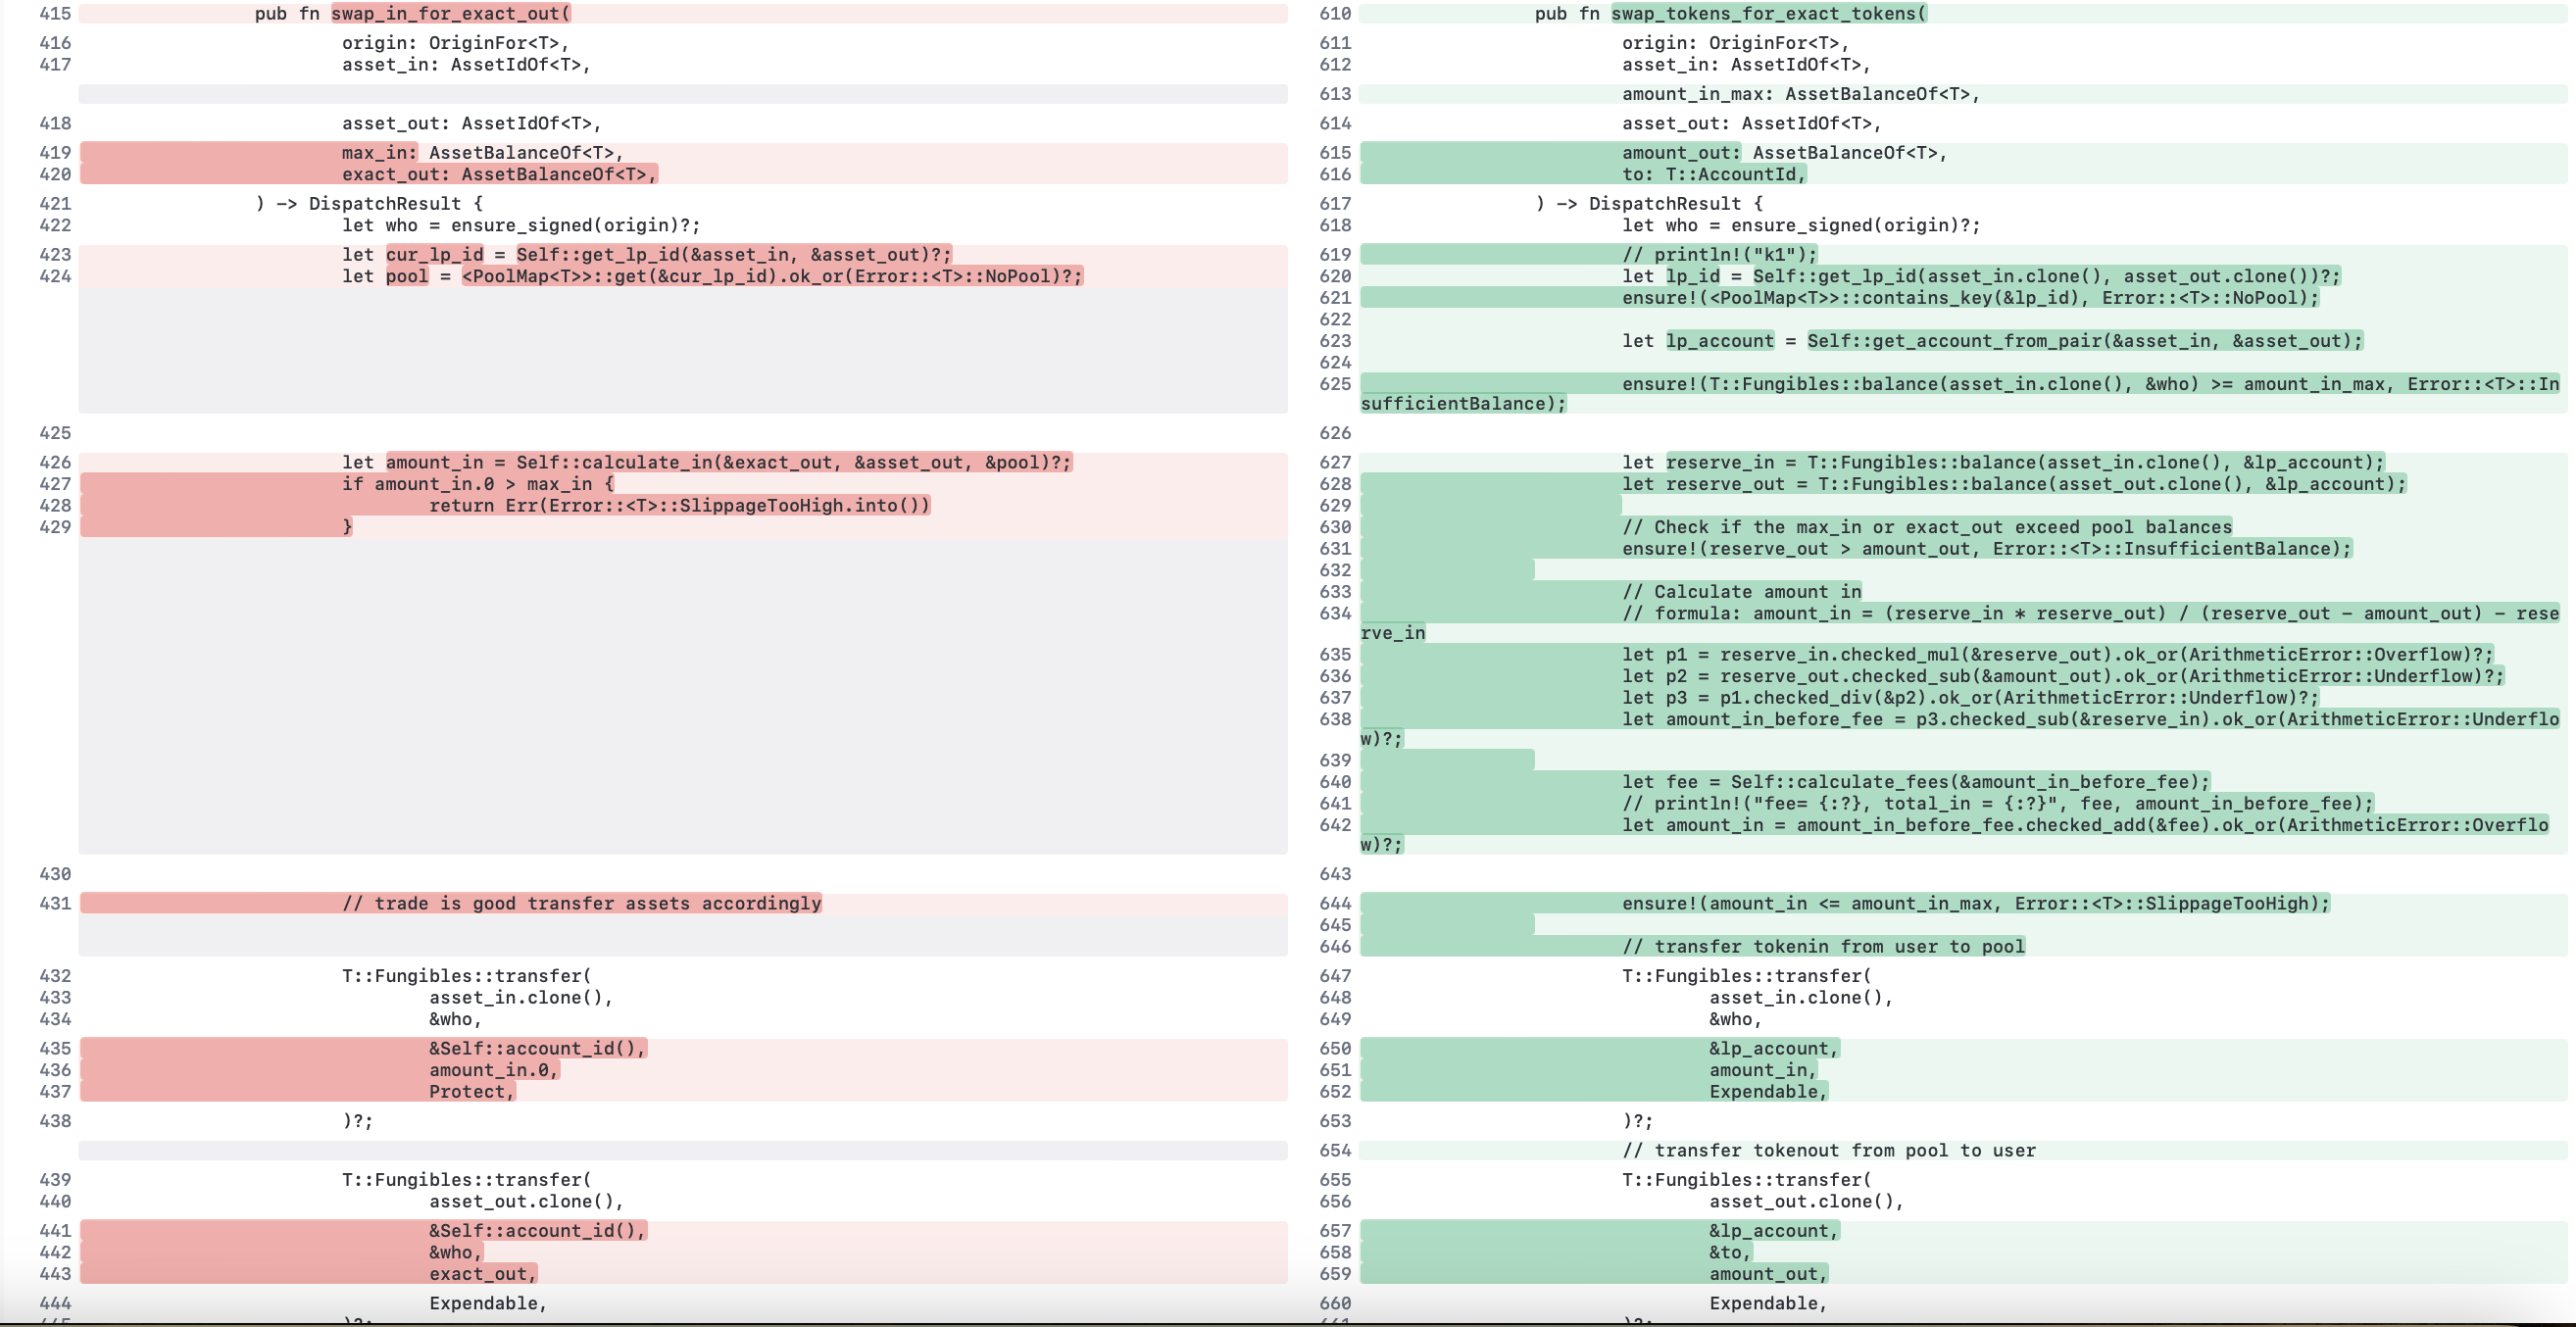 415 pub fn swap_in_for_exact_out(
416 origin: OriginFor<T>,
417 asset_in: AssetIdOf<T>,
418 asset_out: AssetIdOf<T>,
419 max_in: AssetBalanceOf<T>,
420 exact_out: AssetBalanceOf<T>,
421 ) -> DispatchResult {
422 let who = ensure_signed(origin)?;
423 let cur_lp_id = Self::get_lp_id(&asset_in, &asset_out)?;
424 let pool = <PoolMap<T>>::get(&cur_lp_id).ok_or(Error::<T>::NoPool)?;
425
426 let amount_in = Self::calculate_in(&exact_out, &asset_out, &pool)?;
427 if amount_in.0 > max_in {
428 return Err(Error::<T>::SlippageTooHigh.into())
429 }
430
431 // trade is good transfer assets accordingly
432 T::Fungibles::transfer(
433 asset_in.clone(),
434 &who,
435 &Self::account_id(),
436 amount_in.0,
437 Protect,
438 )?;
439 T::Fungibles::transfer(
440 asset_out.clone(),
441 &Self::account_id(),
442 &who,
443 exact_out,
444 Expendable,
610 pub fn swap_tokens_for_exact_tokens(
611 origin: OriginFor<T>,
612 asset_in: AssetIdOf<T>,
613 amount_in_max: AssetBalanceOf<T>,
614 asset_out: AssetIdOf<T>,
615 amount_out: AssetBalanceOf<T>,
616 to: T::AccountId,
617 ) -> DispatchResult {
618 let who = ensure_signed(origin)?;
619 // println!("k1");
620 let lp_id = Self::get_lp_id(asset_in.clone(), asset_out.clone())?;
621 ensure!(<PoolMap<T>>::contains_key(&lp_id), Error::<T>::NoPool);
622
623 let lp_account = Self::get_account_from_pair(&asset_in, &asset_out);
624
625 ensure!(T::Fungibles::balance(asset_in.clone(), &who) >= amount_in_max, Error::<T>::In
sufficientBalance);
626
627 let reserve_in = T::Fungibles::balance(asset_in.clone(), &lp_account);
628 let reserve_out = T::Fungibles::balance(asset_out.clone(), &lp_account);
629
630 // Check if the max_in or exact_out exceed pool balances
631 ensure!(reserve_out > amount_out, Error::<T>::InsufficientBalance);
632
633 // Calculate amount in
634 // formula: amount_in = (reserve_in * reserve_out) / (reserve_out - amount_out) - rese
rve_in
635 let p1 = reserve_in.checked_mul(&reserve_out).ok_or(ArithmeticError::Overflow)?;
636 let p2 = reserve_out.checked_sub(&amount_out).ok_or(ArithmeticError::Underflow)?;
637 let p3 = p1.checked_div(&p2).ok_or(ArithmeticError::Underflow)?;
638 let amount_in_before_fee = p3.checked_sub(&reserve_in).ok_or(ArithmeticError::Underflo
w)?;
639
640 let fee = Self::calculate_fees(&amount_in_before_fee);
641 // println!("fee= {:?}, total_in = {:?}", fee, amount_in_before_fee);
642 let amount_in = amount_in_before_fee.checked_add(&fee).ok_or(ArithmeticError::Overflo
w)?;
643
644 ensure!(amount_in <= amount_in_max, Error::<T>::SlippageTooHigh);
645
646 // transfer tokenin from user to pool
647 T::Fungibles::transfer(
648 asset_in.clone(),
649 &who,
650 &lp_account,
651 amount_in,
652 Expendable,
653 )?;
654 // transfer tokenout from pool to user
655 T::Fungibles::transfer(
656 asset_out.clone(),
657 &lp_account,
658 &to,
659 amount_out,
660 Expendable,